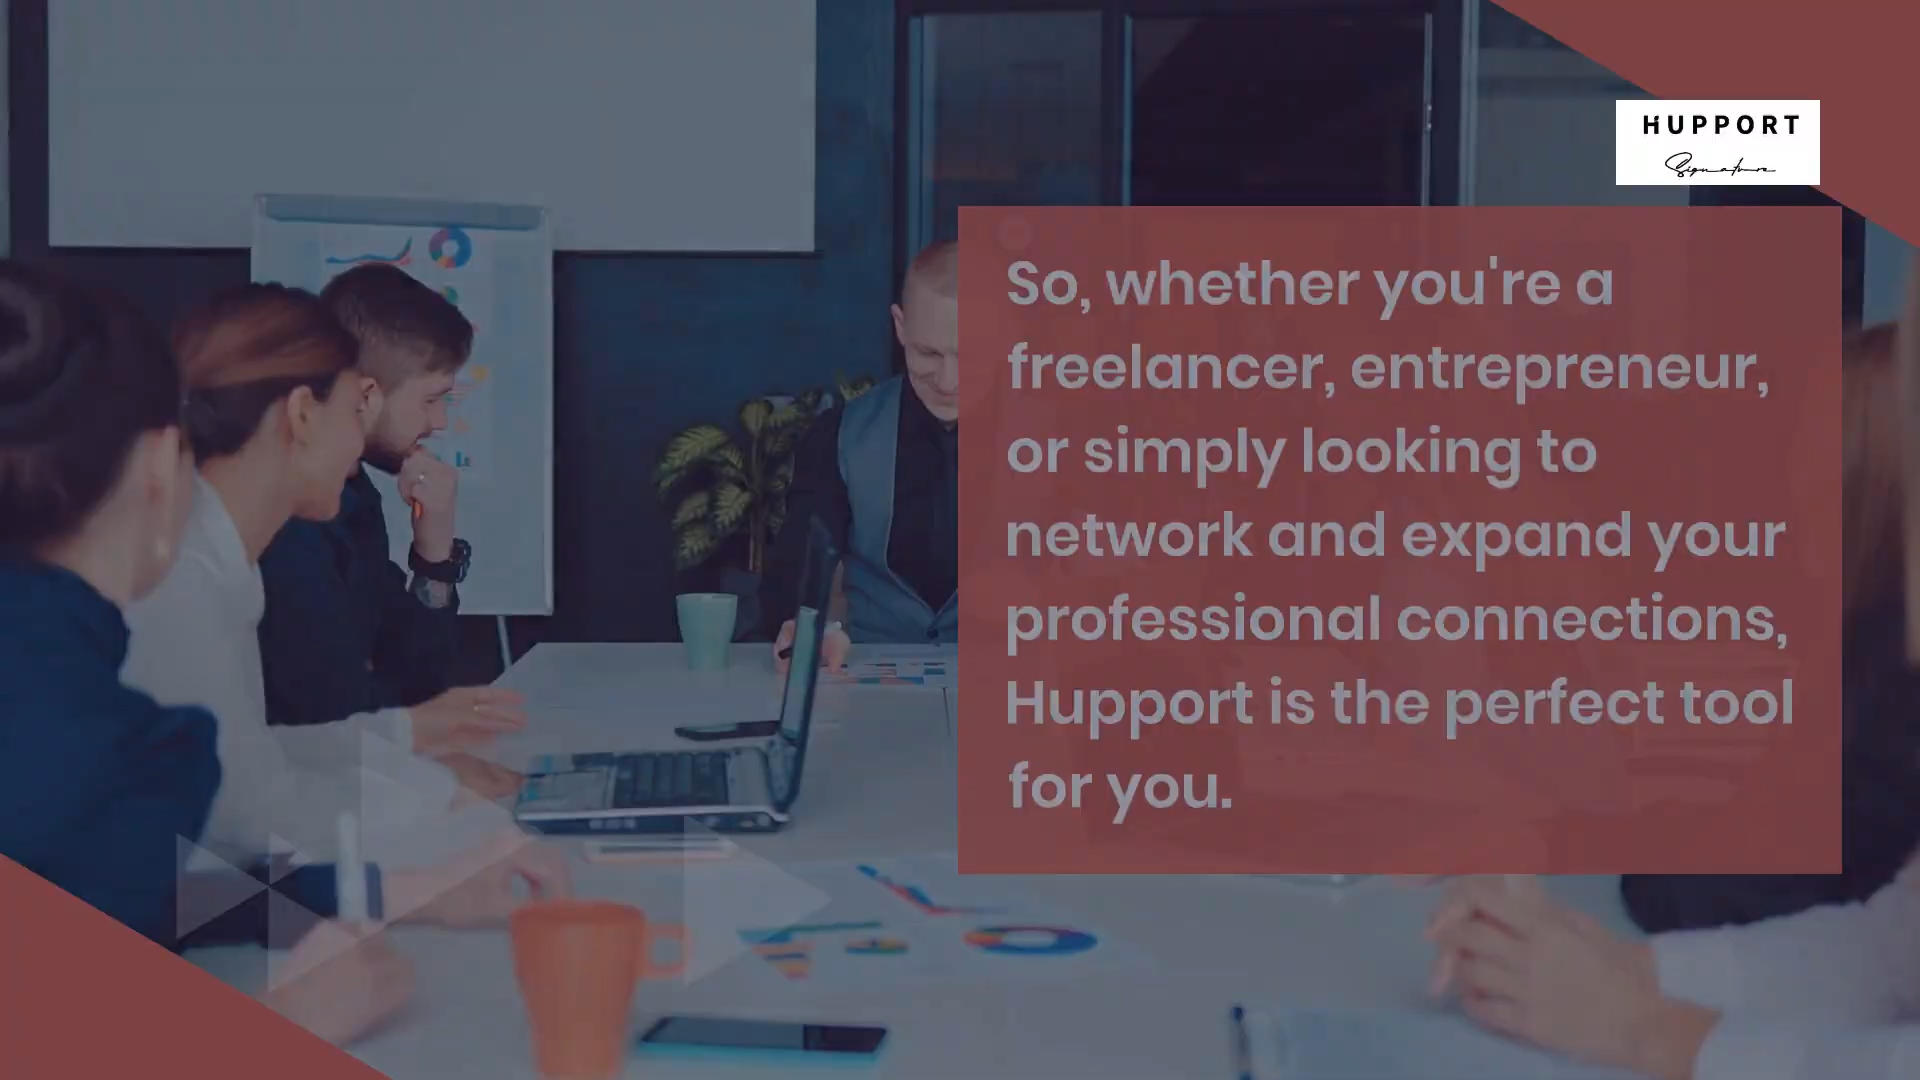 HUPPORT
Signature
So, whether you're a
freelancer, entrepreneur,
or simply looking to
network and expand your
professional connections,
Hupport is the perfect tool
for you.